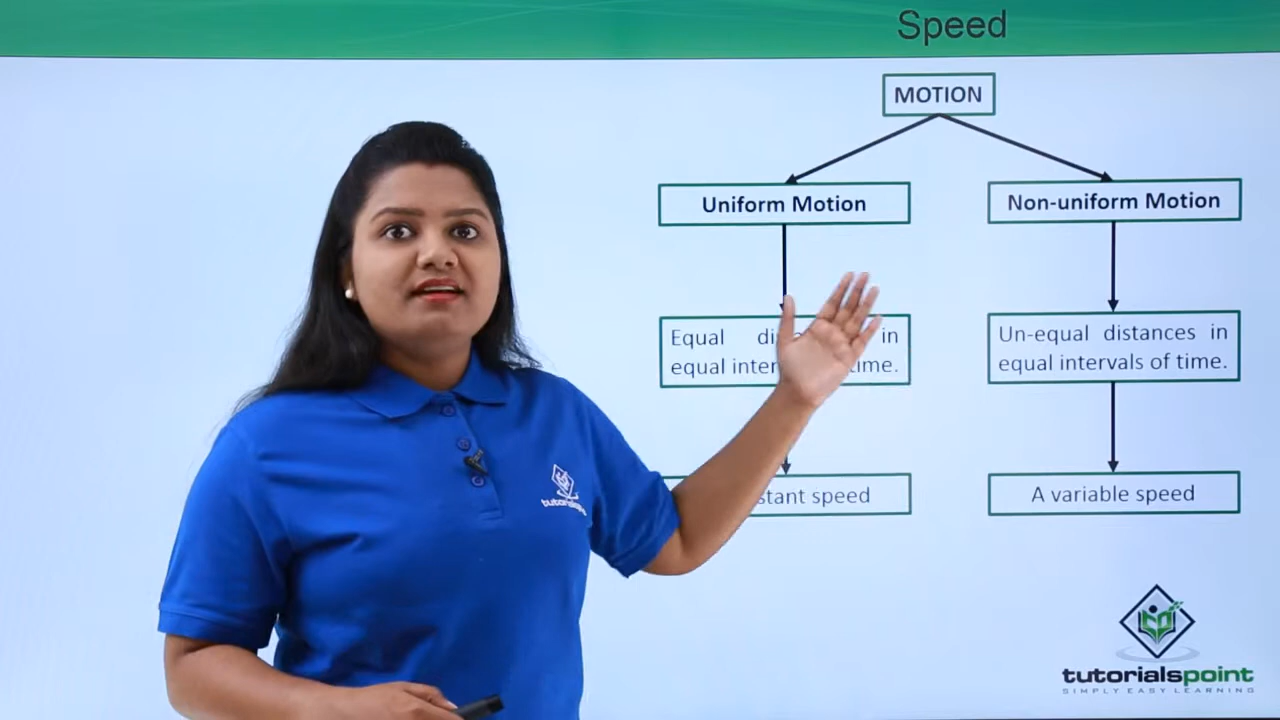 Speed
MOTION
Uniform Motion
Non-uniform Motion
Equal in
equal time.
Un-equal distances in
equal intervals of time.
speed
A variable speed
tutorialspoint
SIMPLY EASY LEARNING